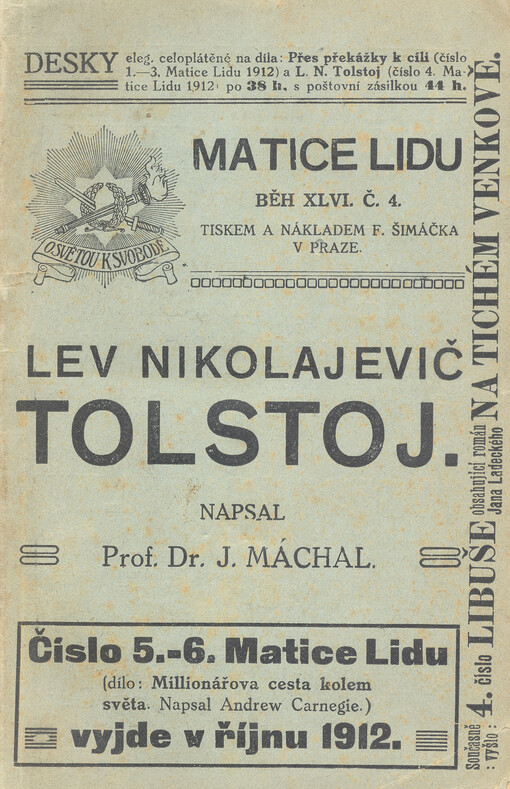 DESKY eleg. celoplátěné na díla: Přes překážky k cíli (číslo
1.—3. Matice Lidu 1912) a L. N. Tolstoj (číslo 4. Ma-
tice Lidu 1912) po 38 h, s poštovní zásilkou 44 h.
OSVĚTOU K SVOBODĚ
MATICE LIDU
BĚH XLVI. Č. 4.
TISKEM A NÁKLADEM F. ŠIMÁČKA
V PRAZE.
LEV NIKOLAJEVIČ
TOLSTOJ.
NAPSAL
Prof. Dr. J. MÁCHAL.
Číslo 5.-6. Matice Lidu
(dílo: Millionářova cesta kolem
světa. Napsal Andrew Carnegie.)
vyjde v říjnu 1912.
Současně
: vyšlo :
4. číslo LIBUŠE
obsahující román
Jana Ladeckého
NA TICHÉM VENKOVĚ.